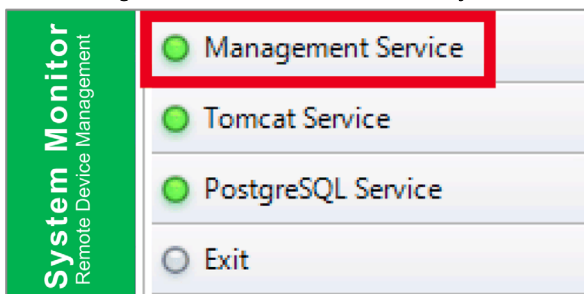 System Monitor
Remote Device Management
Management Service
Tomcat Service
PostgreSQL Service
Exit